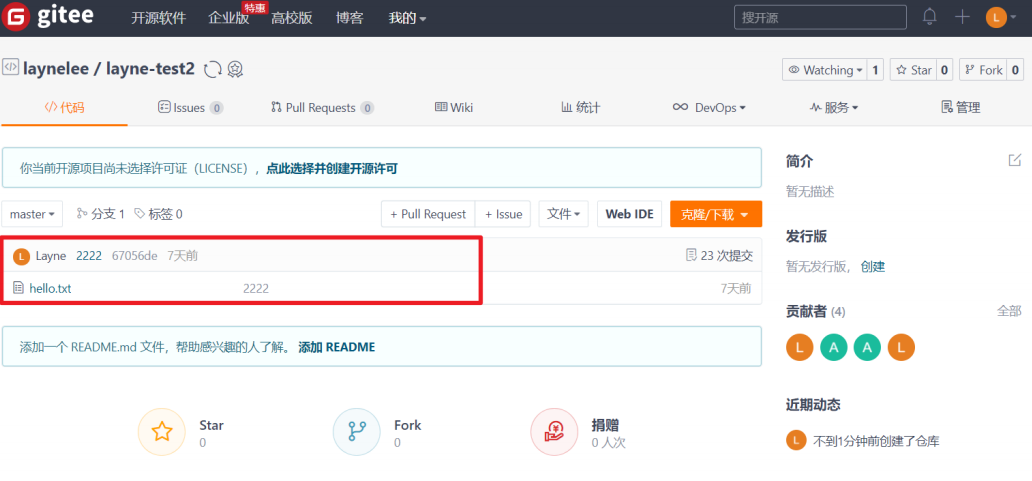 gitee 开源软件 企业版 特惠 高校版 博客 我的 搜开源 L
laynelee / layne-test2 Watching 1 Star 0 Fork 0
代码 Issues 0 Pull Requests 0 Wiki 统计 DevOps 服务 管理
你当前开源项目尚未选择许可证（LICENSE），点此选择并创建开源许可
master 分支 1 标签 0 + Pull Request + Issue 文件 Web IDE 克隆/下载
L Layne 2222 67056de 7天前 23 次提交
hello.txt 2222 7天前
添加一个 README.md 文件，帮助感兴趣的人了解。 添加 README
Star
0
Fork
0
捐赠
0 人次
简介
暂无描述
发行版
暂无发行版， 创建
贡献者 (4) 全部
L A A L
近期动态
L 不到1分钟前创建了仓库